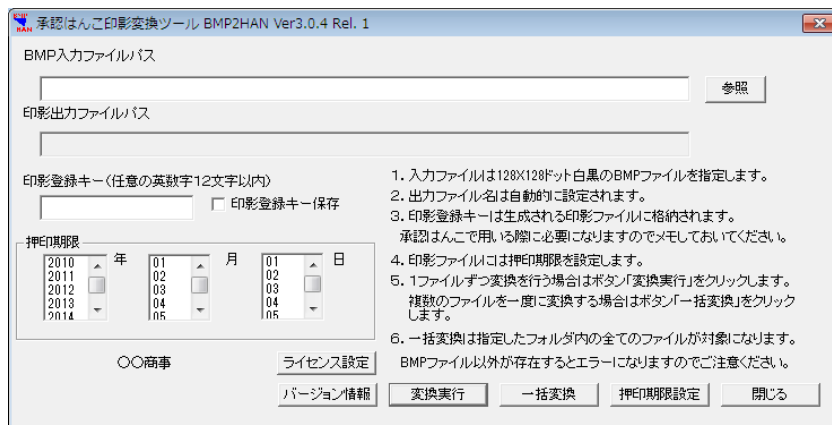 承認はんこ印影変換ツール BMP2HAN Ver3.0.4 Rel. 1
BMP入力ファイルパス
参照
印影出力ファイルパス
印影登録キー(任意の英数字12文字以内)
印影登録キー保存
押印期限
2010
2011
2012
2013
2014
年
01
02
03
04
05
月
01
02
03
04
05
日
1. 入力ファイルは128X128ドット白黒のBMPファイルを指定します。
2. 出力ファイル名は自動的に設定されます。
3. 印影登録キーは生成される印影ファイルに格納されます。
承認はんこで用いる際に必要になりますのでメモしておいてください。
4. 印影ファイルには押印期限を設定します。
5. 1ファイルずつ変換を行う場合はボタン「変換実行」をクリックします。
複数のファイルを一度に変換する場合はボタン「一括変換」をクリック
します。
6. 一括変換は指定したフォルダ内の全てのファイルが対象になります。
BMPファイル以外が存在するとエラーになりますのでご注意ください。
〇〇商事
ライセンス設定
バージョン情報
変換実行
一括変換
押印期限設定
閉じる